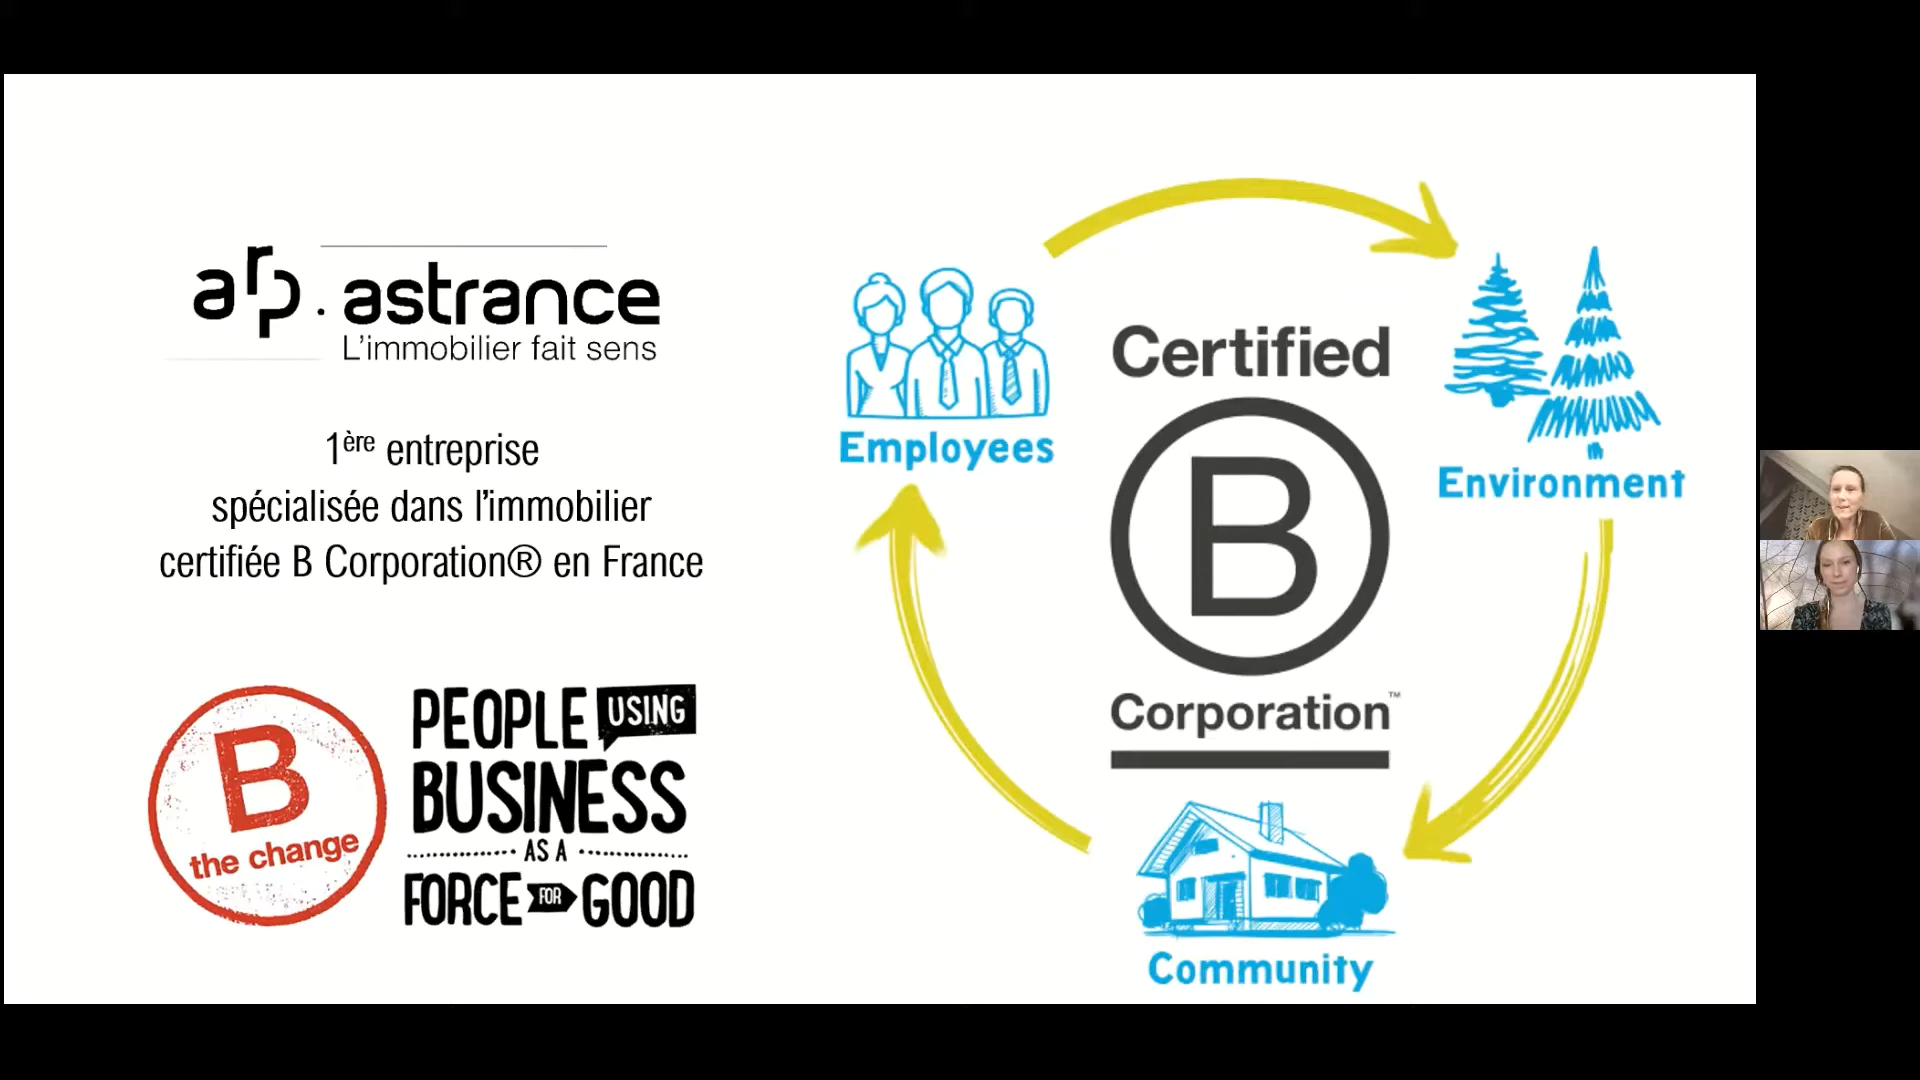 arp. astrance
L'immobilier fait sens
1ère entreprise
spécialisée dans l'immobilier
certifiée B Corporation® en France
B
the change
PEOPLE USING
BUSINESS
AS A
FORCE FOR GOOD
Employees
Environment
Certified
B
Corporation™
Community